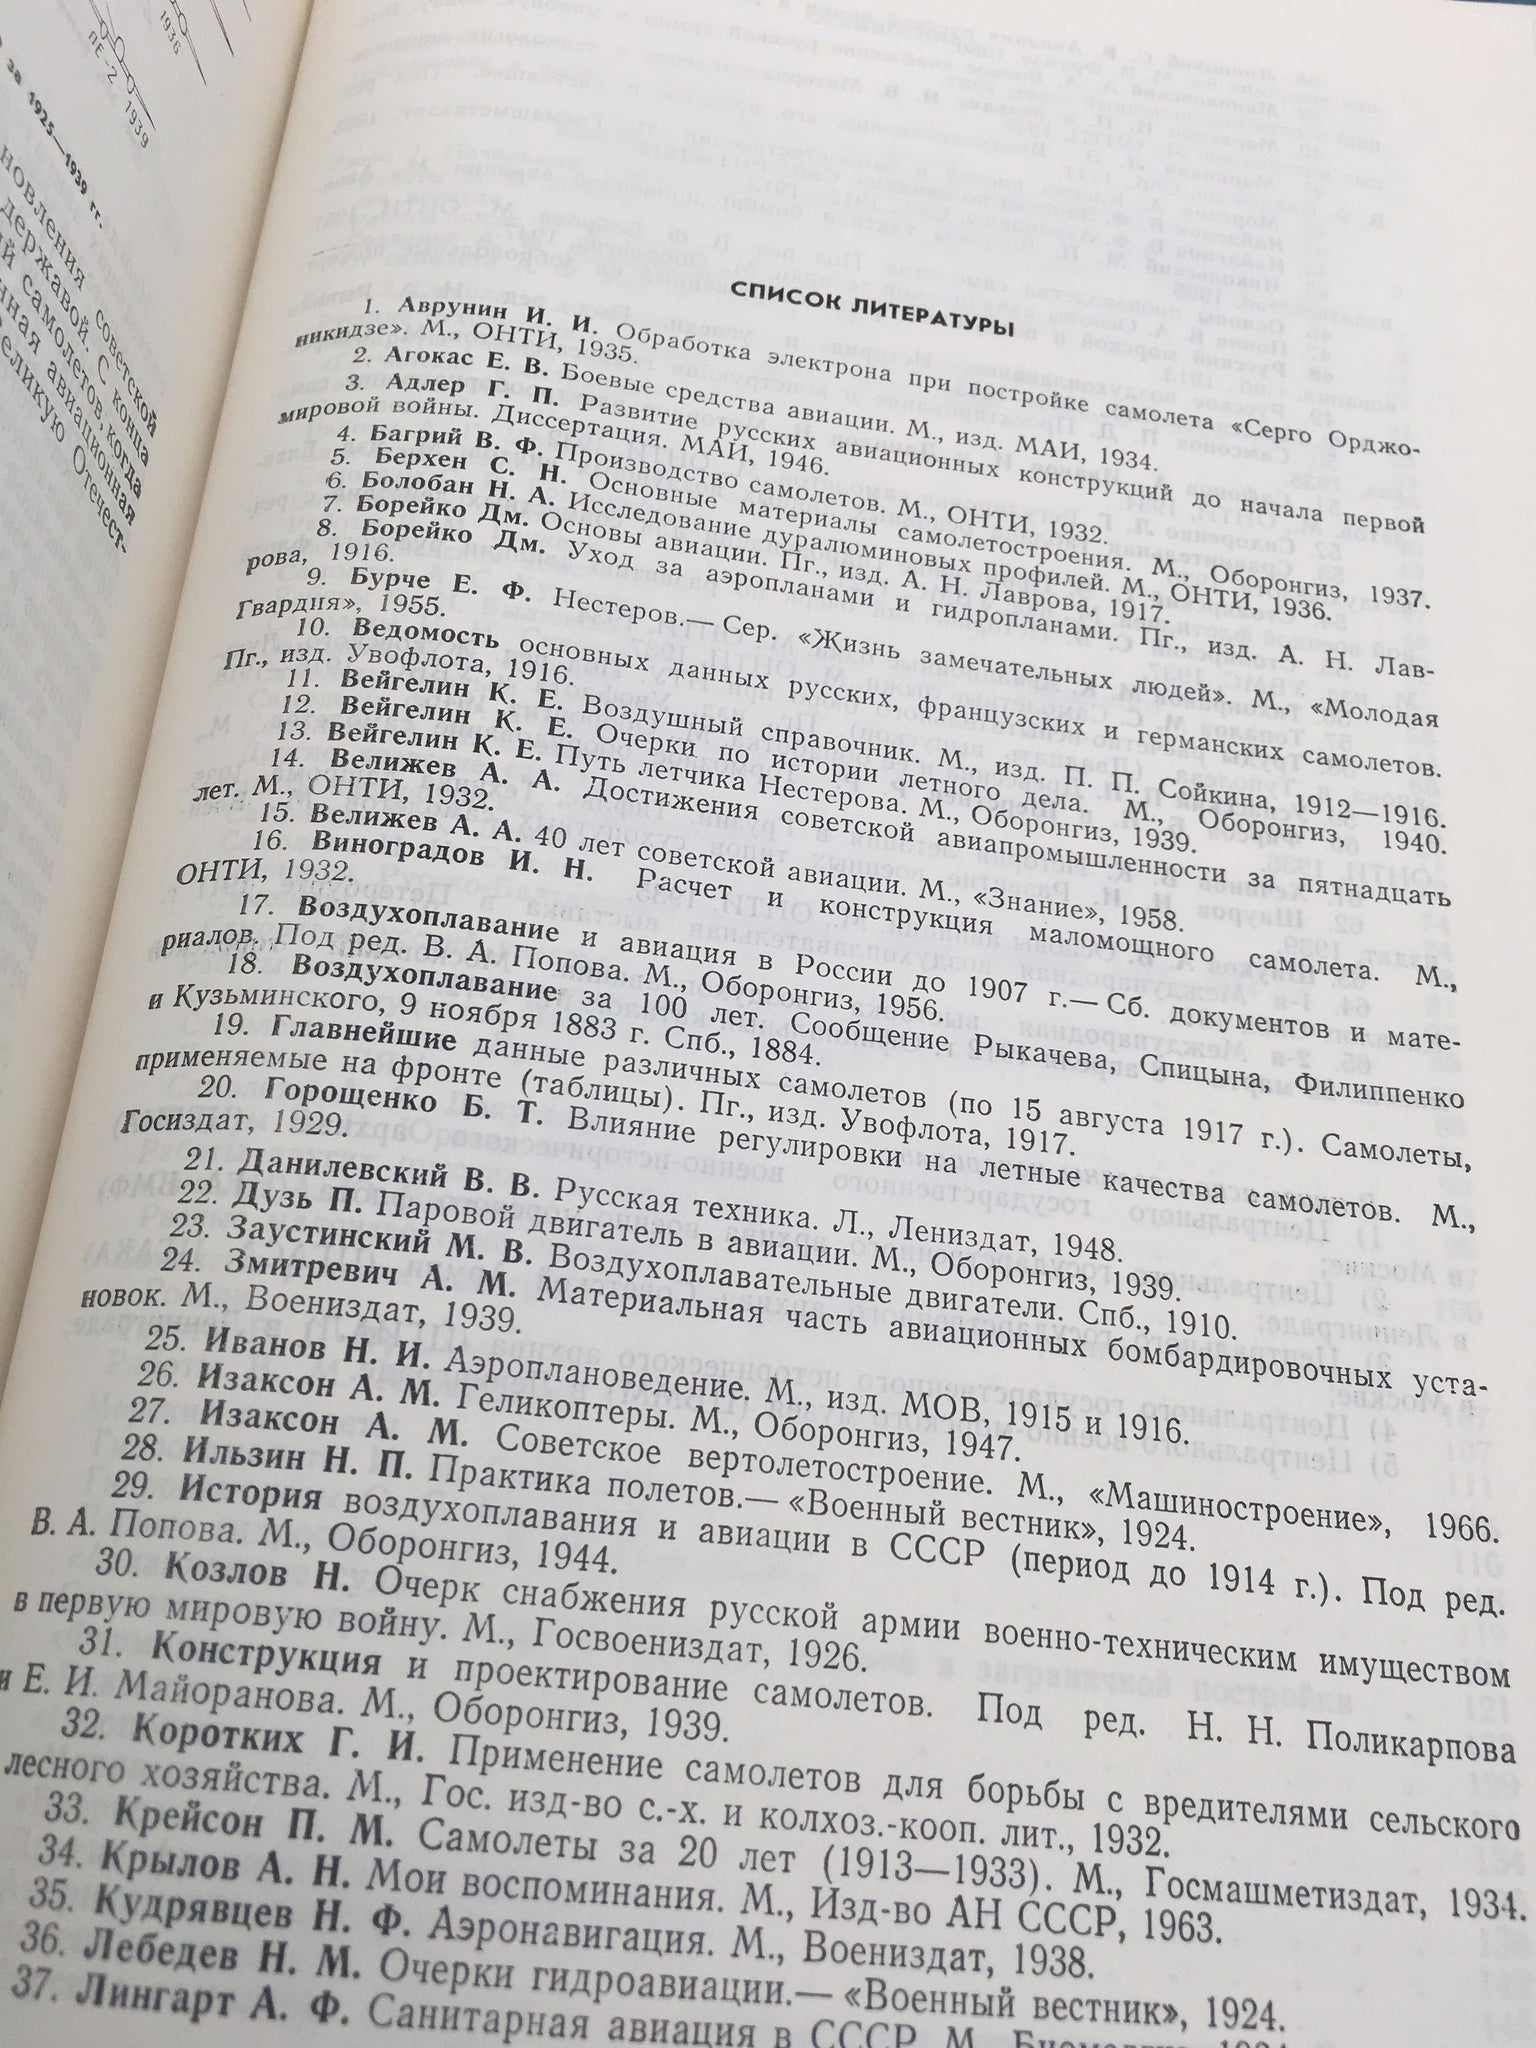 1936
ПЕ-2 1939
за 1925—1939 гг.
новления советской
державой. С конца
самолетов, когда
авиационная
Великую Отечест-
СПИСОК ЛИТЕРАТУРЫ
1. Аврунин И. И. Обработка электрона при постройке самолета «Серго Орджо-
никидзе». М., ОНТИ, 1935.
2. Агокас Е. В. Боевые средства авиации. М., изд. МАИ, 1934.
3. Адлер Г. П. Развитие русских авиационных конструкций до начала первой
мировой войны. Диссертация. МАИ, 1946.
4. Багрий В. Ф. Производство самолетов. М., ОНТИ, 1932.
5. Берхен С. Н. Основные материалы самолетостроения. М., Оборонгиз, 1937.
6. Болобан Н. А. Исследование дуралюминовых профилей. М., ОНТИ, 1936.
7. Борейко Дм. Основы авиации. Пг., изд. А. Н. Лаврова, 1917.
8. Борейко Дм. Уход за аэропланами и гидропланами. Пг., изд. А. Н. Лав-
рова, 1916.
9. Бурче Е. Ф. Нестеров.— Сер. «Жизнь замечательных людей». М., «Молодая
Гвардия», 1955.
10. Ведомость основных данных русских, французских и германских самолетов.
Пг., изд. Увофлота, 1916.
11. Вейгелин К. Е. Воздушный справочник. М., изд. П. П. Сойкина, 1912—1916.
12. Вейгелин К. Е. Очерки по истории летного дела. М., Оборонгиз, 1940.
13. Вейгелин К. Е. Путь летчика Нестерова. М., Оборонгиз, 1939.
14. Велижев А. А. Достижения советской авиапромышленности за пятнадцать
лет. М., ОНТИ, 1932.
15. Велижев А. А. 40 лет советской авиации. М., «Знание», 1958.
16. Виноградов И. Н. Расчет и конструкция маломощного самолета. М.,
ОНТИ, 1932.
17. Воздухоплавание и авиация в России до 1907 г.— Сб. документов и мате-
риалов. Под ред. В. А. Попова. М., Оборонгиз, 1956.
18. Воздухоплавание за 100 лет. Сообщение Рыкачева, Спицына, Филиппенко
и Кузьминского, 9 ноября 1883 г. Спб., 1884.
19. Главнейшие данные различных самолетов (по 15 августа 1917 г.). Самолеты,
применяемые на фронте (таблицы). Пг., изд. Увофлота, 1917.
20. Горощенко Б. Т. Влияние регулировки на летные качества самолетов. М.,
Госиздат, 1929.
21. Данилевский В. В. Русская техника. Л., Лениздат, 1948.
22. Дузь П. Паровой двигатель в авиации. М., Оборонгиз, 1939.
23. Заустинский М. В. Воздухоплавательные двигатели. Спб., 1910.
24. Змитревич А. М. Материальная часть авиационных бомбардировочных уста-
новок. М., Воениздат, 1939.
25. Иванов Н. И. Аэроплановедение. М., изд. МОВ, 1915 и 1916.
26. Изаксон А. М. Геликоптеры. М., Оборонгиз, 1947.
27. Изаксон А. М. Советское вертолетостроение. М., «Машиностроение», 1966.
28. Ильзин Н. П. Практика полетов.— «Военный вестник», 1924.
29. История воздухоплавания и авиации в СССР (период до 1914 г.). Под ред.
В. А. Попова. М., Оборонгиз, 1944.
30. Козлов Н. Очерк снабжения русской армии военно-техническим имуществом
в первую мировую войну. М., Госвоениздат, 1926.
31. Конструкция и проектирование самолетов. Под ред. Н. Н. Поликарпова
и Е. И. Майоранова. М., Оборонгиз, 1939.
32. Коротких Г. И. Применение самолетов для борьбы с вредителями сельского
лесного хозяйства. М., Гос. изд-во с.-х. и колхоз.-кооп. лит., 1932.
33. Крейсон П. М. Самолеты за 20 лет (1913—1933). М., Госмашметиздат, 1934.
34. Крылов А. Н. Мои воспоминания. М., Изд-во АН СССР, 1963.
35. Кудрявцев Н. Ф. Аэронавигация. М., Воениздат, 1938.
36. Лебедев Н. М. Очерки гидроавиации.— «Военный вестник», 1924.
37. Лингарт А. Ф. Санитарная авиация в СССР. М.,